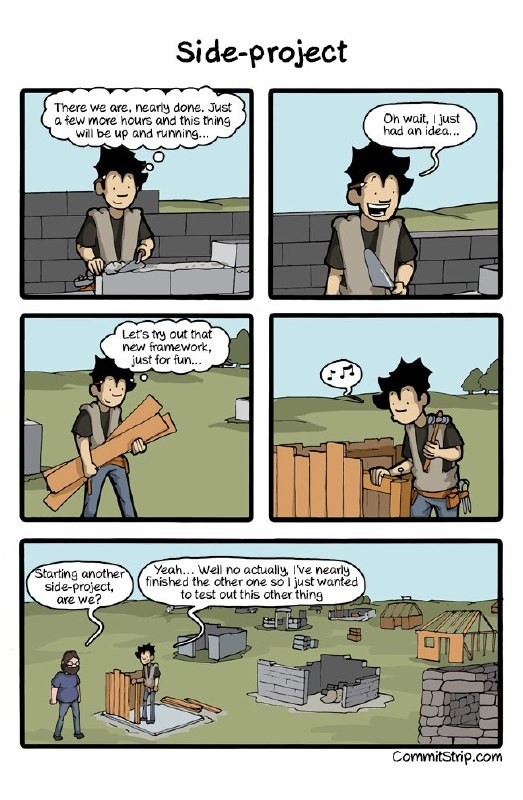 Side-project
There we are, nearly done. Just
a few more hours and this thing
will be up and running...
Oh wait, I just
had an idea...
Let's try out that
new framework,
just for fun...
Starting another
side-project,
are we?
Yeah... Well no actually, I've nearly
finished the other one so I just wanted
to test out this other thing
CommitStrip.com